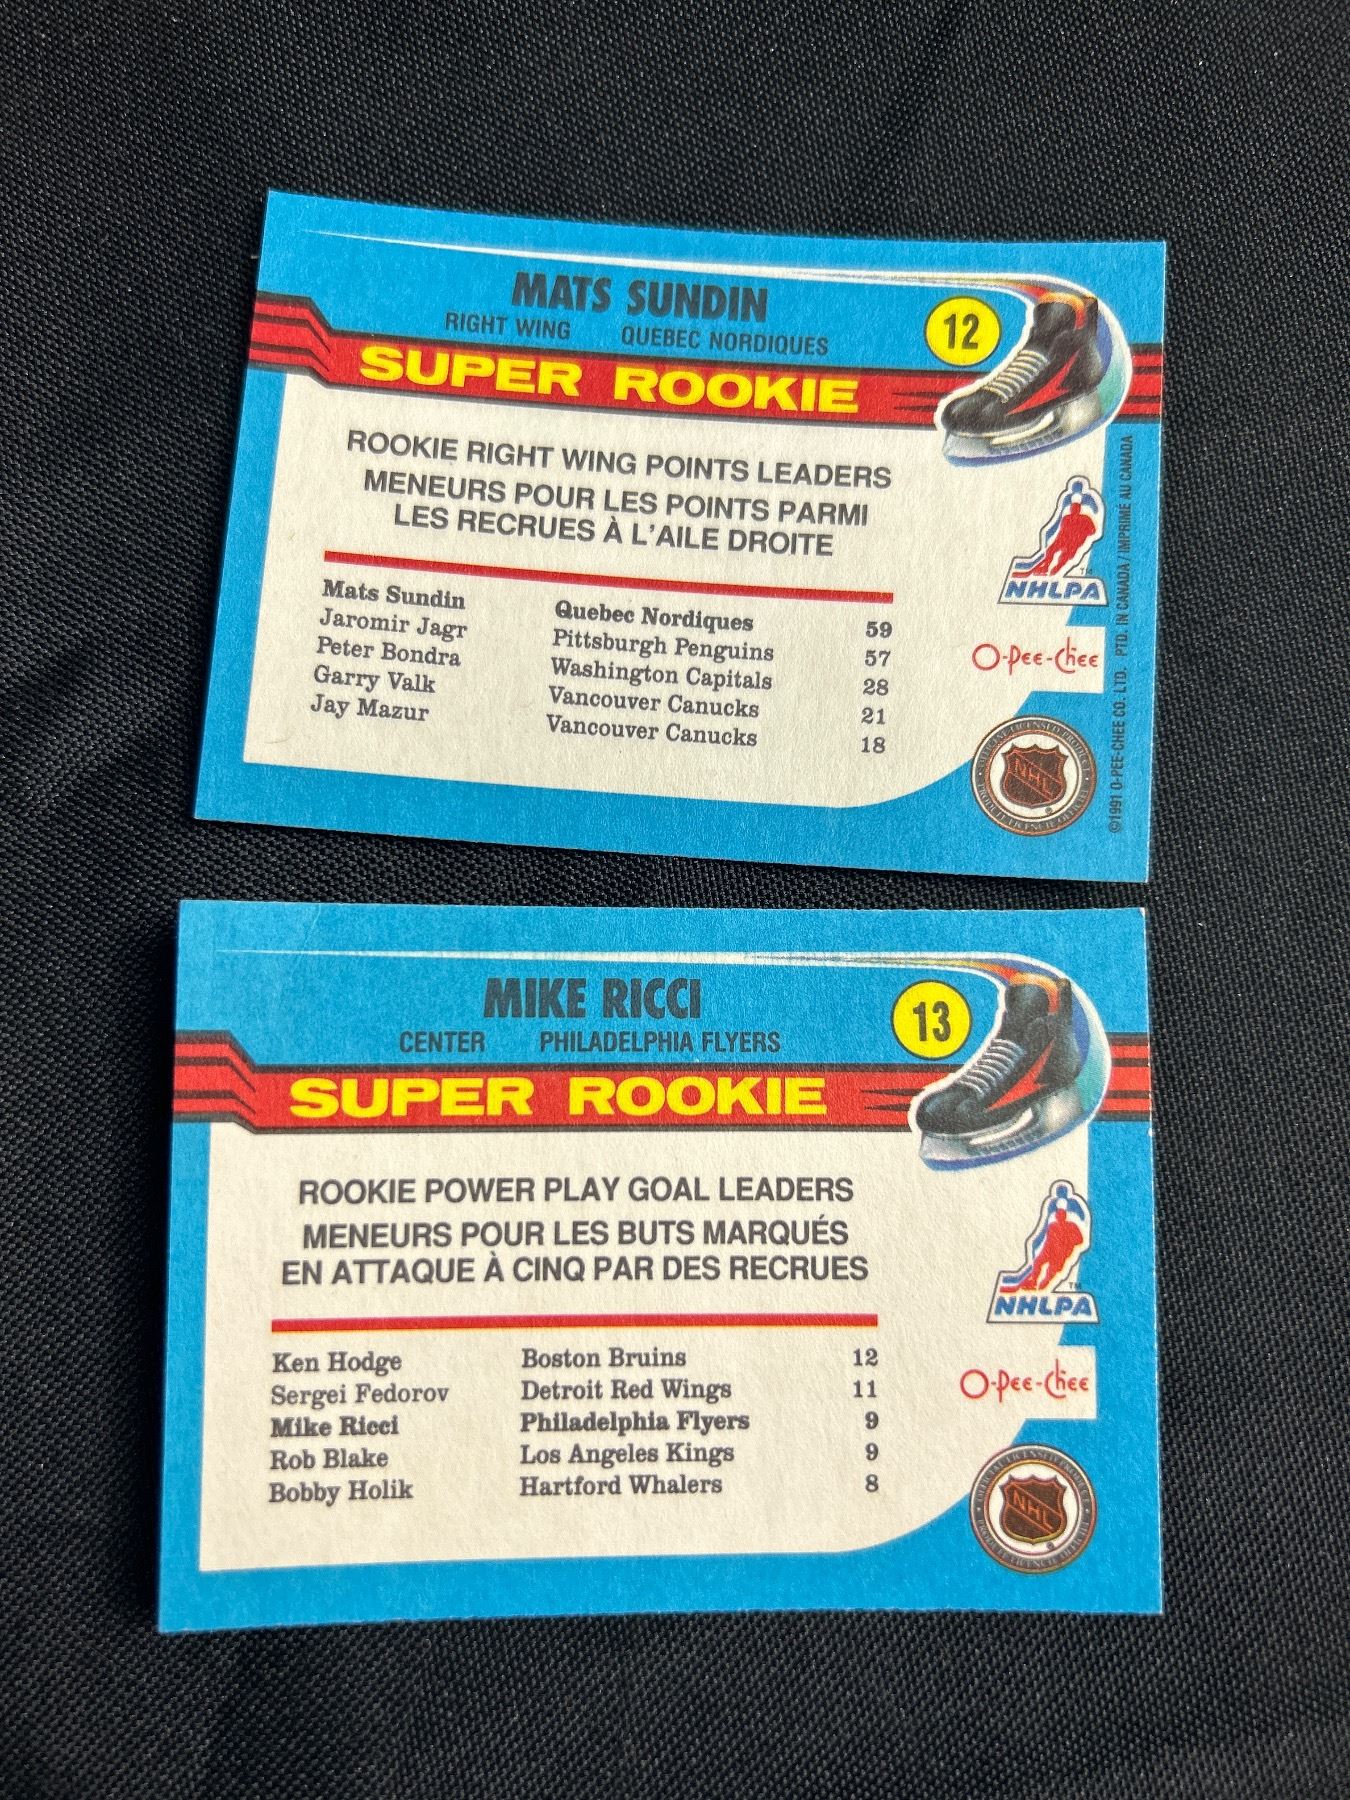 MATS SUNDIN
RIGHT WING QUEBEC NORDIQUES
12
SUPER ROOKIE
ROOKIE RIGHT WING POINTS LEADERS
MENEURS POUR LES POINTS PARMI
LES RECRUES À L'AILE DROITE
Mats Sundin Quebec Nordiques 59
Jaromir Jagr Pittsburgh Penguins 57
Peter Bondra Washington Capitals 28
Garry Valk Vancouver Canucks 21
Jay Mazur Vancouver Canucks 18
NHLPA
TM
O-Pee-Chee
NHL
©1991 O-PEE-CHEE CO. LTD. PTD. IN CANADA / IMPRIMÉ AU CANADA
MIKE RICCI
CENTER PHILADELPHIA FLYERS
13
SUPER ROOKIE
ROOKIE POWER PLAY GOAL LEADERS
MENEURS POUR LES BUTS MARQUÉS
EN ATTAQUE À CINQ PAR DES RECRUES
Ken Hodge Boston Bruins 12
Sergei Fedorov Detroit Red Wings 11
Mike Ricci Philadelphia Flyers 9
Rob Blake Los Angeles Kings 9
Bobby Holik Hartford Whalers 8
NHLPA
TM
O-Pee-Chee
NHL